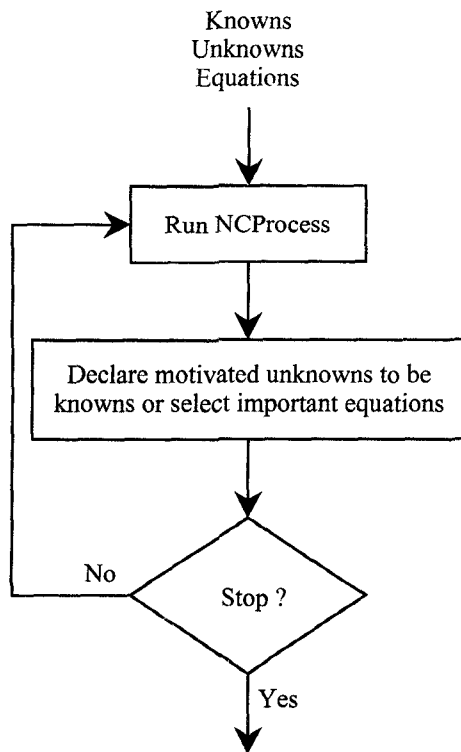 Knowns
Unknowns
Equations
Run NCProcess
Declare motivated unknowns to be
knowns or select important equations
No
Stop ?
Yes